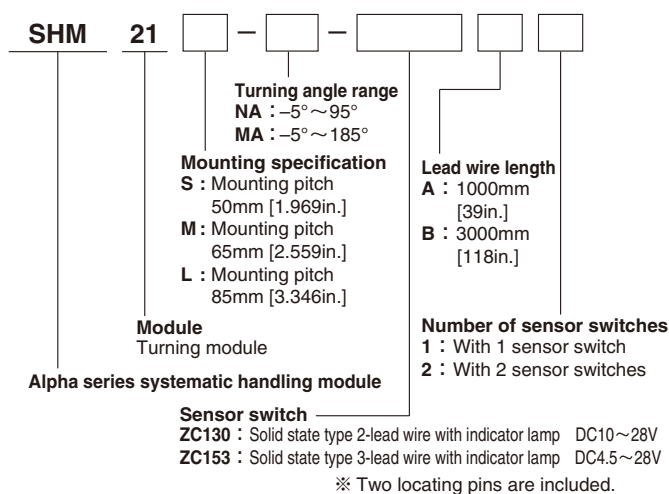 SHM 21 – –
Turning angle range
NA：–5°～95°
MA：–5°～185°
Mounting specification
S : Mounting pitch
50mm [1.969in.]
M : Mounting pitch
65mm [2.559in.]
L : Mounting pitch
85mm [3.346in.]
Lead wire length
A：1000mm
[39in.]
B：3000mm
[118in.]
Module
Turning module
Number of sensor switches
1：With 1 sensor switch
2：With 2 sensor switches
Alpha series systematic handling module
Sensor switch
ZC130：Solid state type 2-lead wire with indicator lamp DC10～28V
ZC153：Solid state type 3-lead wire with indicator lamp DC4.5～28V
※ Two locating pins are included.